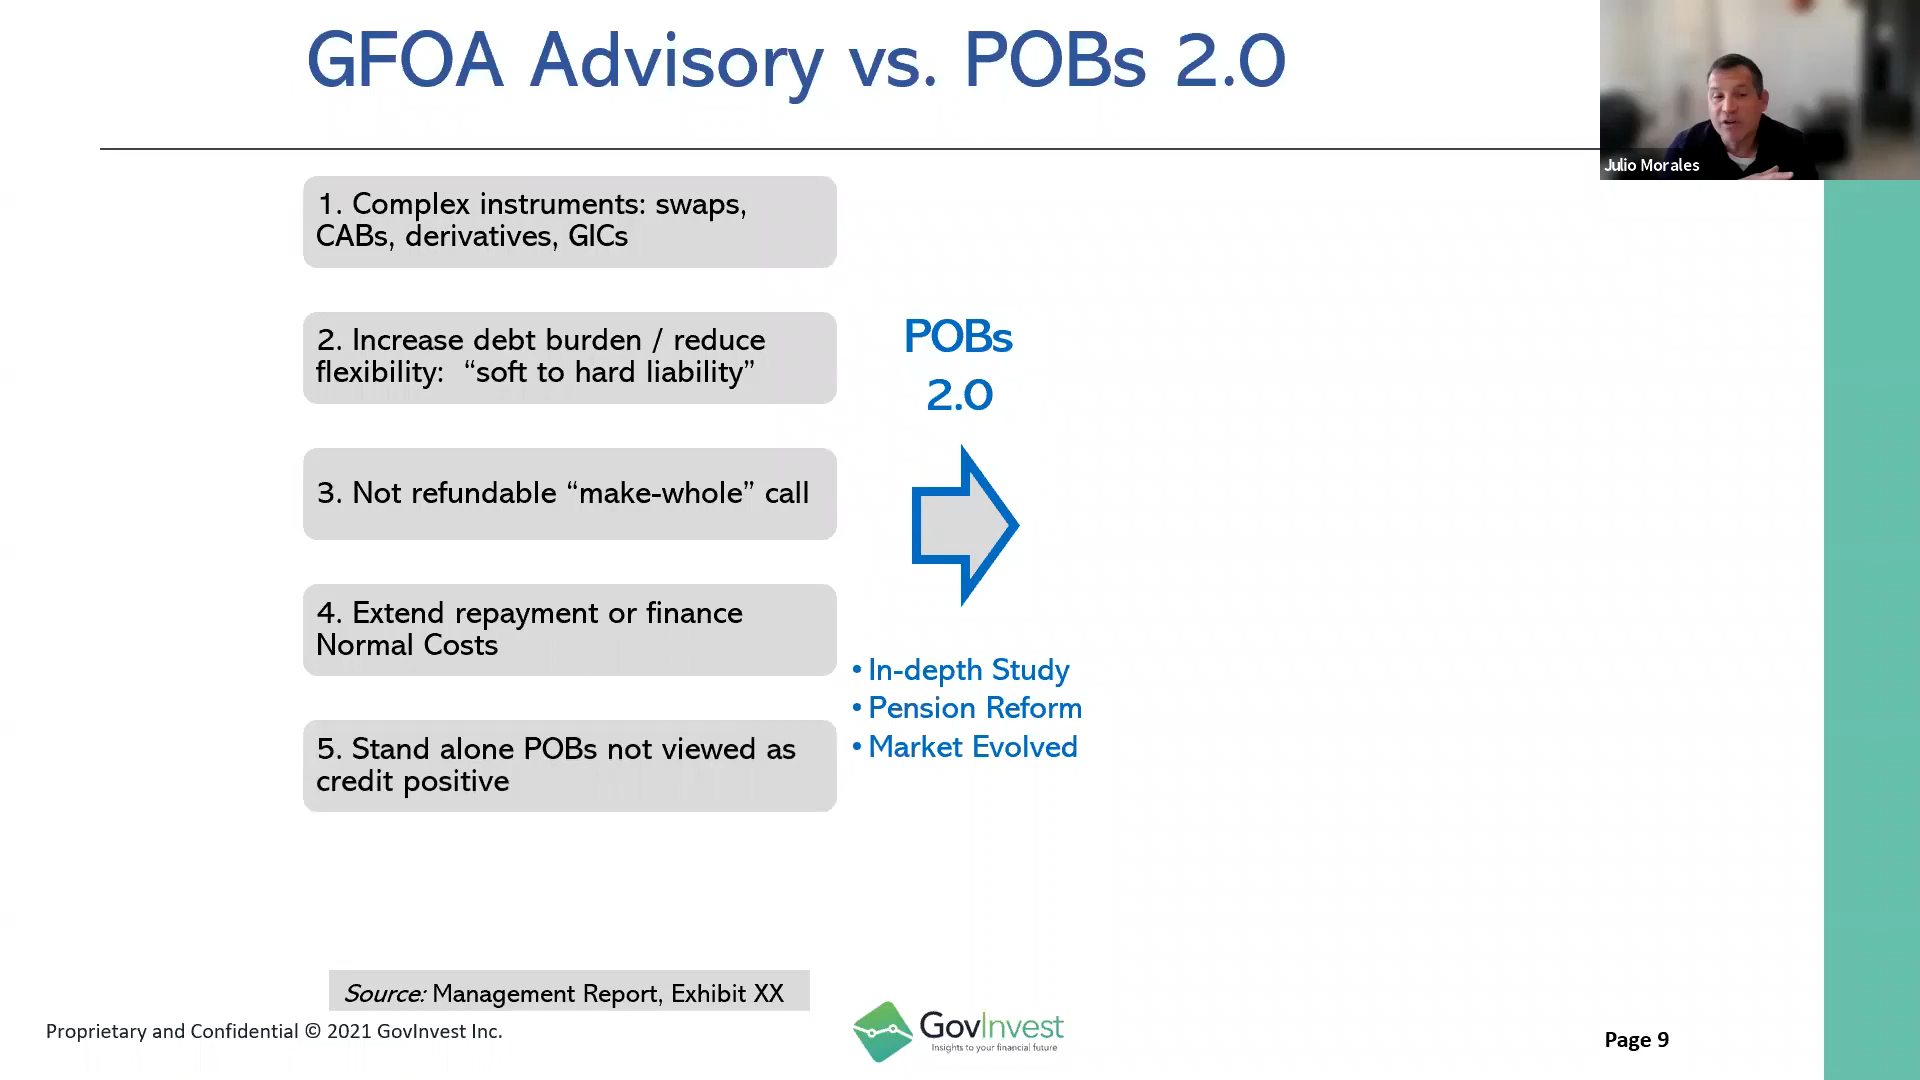 GFOA Advisory vs. POBs 2.0
Julio Morales
1. Complex instruments: swaps,
CABs, derivatives, GICs
2. Increase debt burden / reduce
flexibility:  “soft to hard liability”
3. Not refundable “make-whole” call
4. Extend repayment or finance
Normal Costs
5. Stand alone POBs not viewed as
credit positive
POBs
2.0
• In-depth Study
• Pension Reform
• Market Evolved
Source: Management Report, Exhibit XX
Proprietary and Confidential © 2021 GovInvest Inc.
GovInvest
Insights to your financial future
Page 9